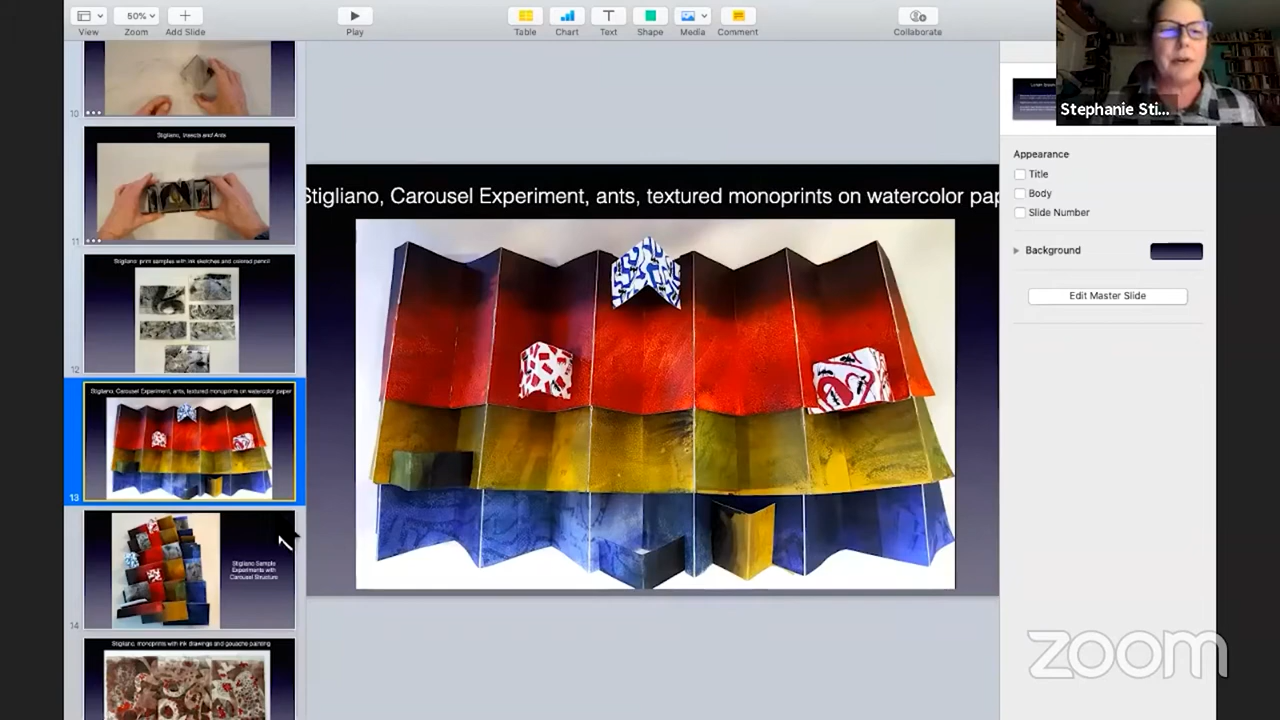 50%
View
Zoom
Add Slide
Play
Table
Chart
Text
Shape
Media
Comment
Collaborate
Stephanie Sti...
10
Stigliano, Insects and Ants
11
Stigliano: print samples with ink sketches and colored pencil
12
Stigliano, Carousel Experiment, ants, textured monoprints on watercolor paper
13
Stigliano Sample
Experiments with
Carousel Structure
14
Stigliano, monoprints with ink drawings and gouache painting
Stigliano, Carousel Experiment, ants, textured monoprints on watercolor pap
Appearance
Title
Body
Slide Number
Background
Edit Master Slide
zoom